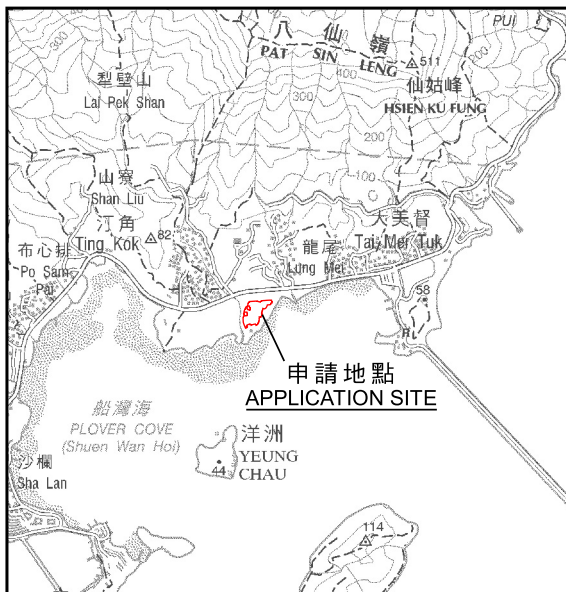 PUI
八仙嶺
PAT SIN LENG
511
400
300
犁壁山
Lai Pek Shan
仙姑峰
HSIEN KU FUNG
300
200
100
山寮
Shan Liu
汀角
Ting Kok
82
布心排
Po Sam
Pai
龍尾
Lung Mei
大美督
Tai Mei Tuk
58
申請地點
APPLICATION SITE
船灣海
PLOVER COVE
(Shuen Wan Hoi)
洋洲
YEUNG
CHAU
44
沙欄
Sha Lan
114